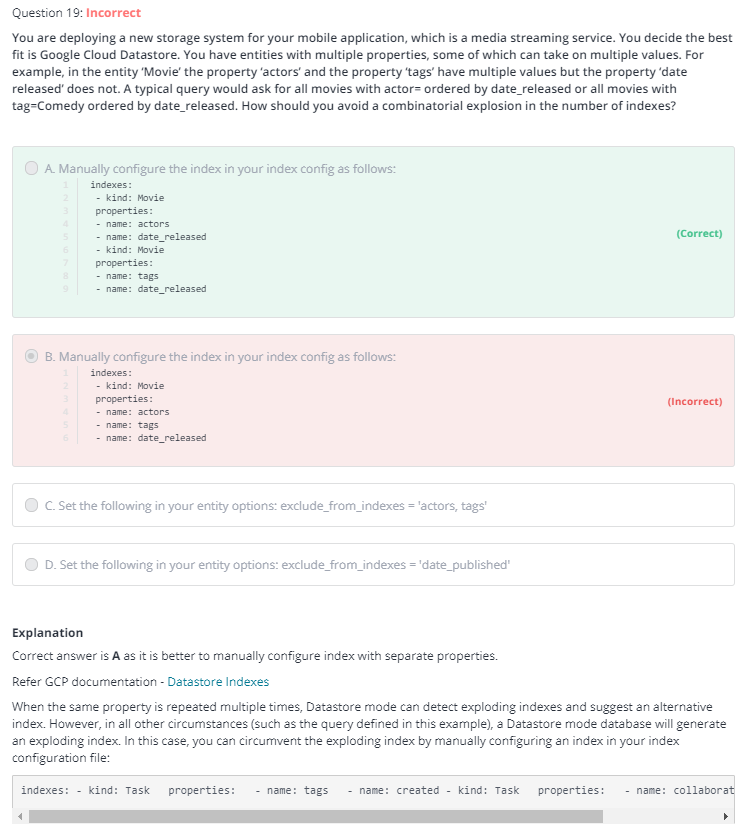 Question 19: Incorrect
You are deploying a new storage system for your mobile application, which is a media streaming service. You decide the best
fit is Google Cloud Datastore. You have entities with multiple properties, some of which can take on multiple values. For
example, in the entity ‘Movie’ the property ‘actors’ and the property ‘tags’ have multiple values but the property ‘date
released’ does not. A typical query would ask for all movies with actor= ordered by date_released or all movies with
tag=Comedy ordered by date_released. How should you avoid a combinatorial explosion in the number of indexes?
A. Manually configure the index in your index config as follows:
1 indexes:
2 - kind: Movie
3 properties:
4 - name: actors
5 - name: date_released
6 - kind: Movie
7 properties:
8 - name: tags
9 - name: date_released
(Correct)
B. Manually configure the index in your index config as follows:
1 indexes:
2 - kind: Movie
3 properties:
4 - name: actors
5 - name: tags
6 - name: date_released
(Incorrect)
C. Set the following in your entity options: exclude_from_indexes = 'actors, tags'
D. Set the following in your entity options: exclude_from_indexes = 'date_published'
Explanation
Correct answer is A as it is better to manually configure index with separate properties.
Refer GCP documentation - Datastore Indexes
When the same property is repeated multiple times, Datastore mode can detect exploding indexes and suggest an alternative
index. However, in all other circumstances (such as the query defined in this example), a Datastore mode database will generate
an exploding index. In this case, you can circumvent the exploding index by manually configuring an index in your index
configuration file:
indexes: - kind: Task properties: - name: tags - name: created - kind: Task properties: - name: collaborat